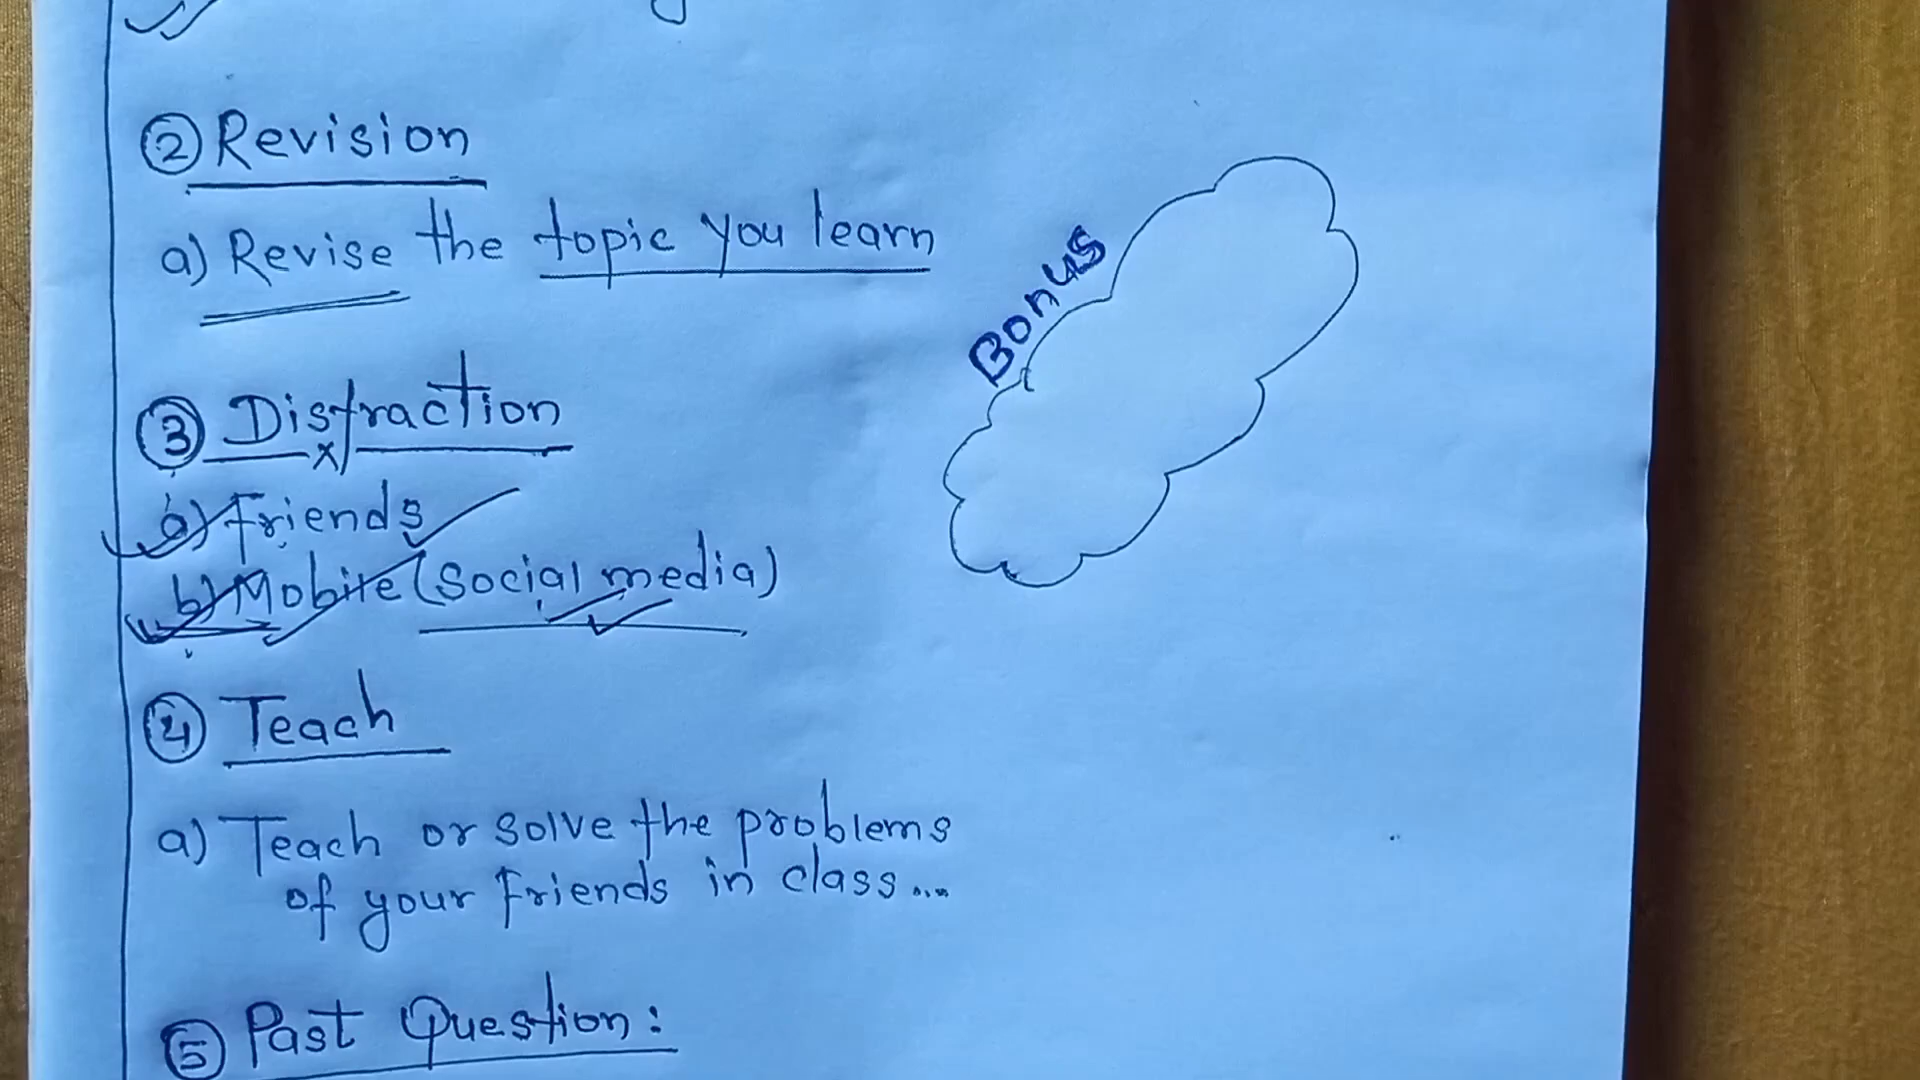 ② Revision
a) Revise the topic you learn
③ Distraction
a) Friends
b) Mobile (Social media)
④ Teach
a) Teach or solve the problems
of your friends in class...
⑤ Past Question:
Bonus